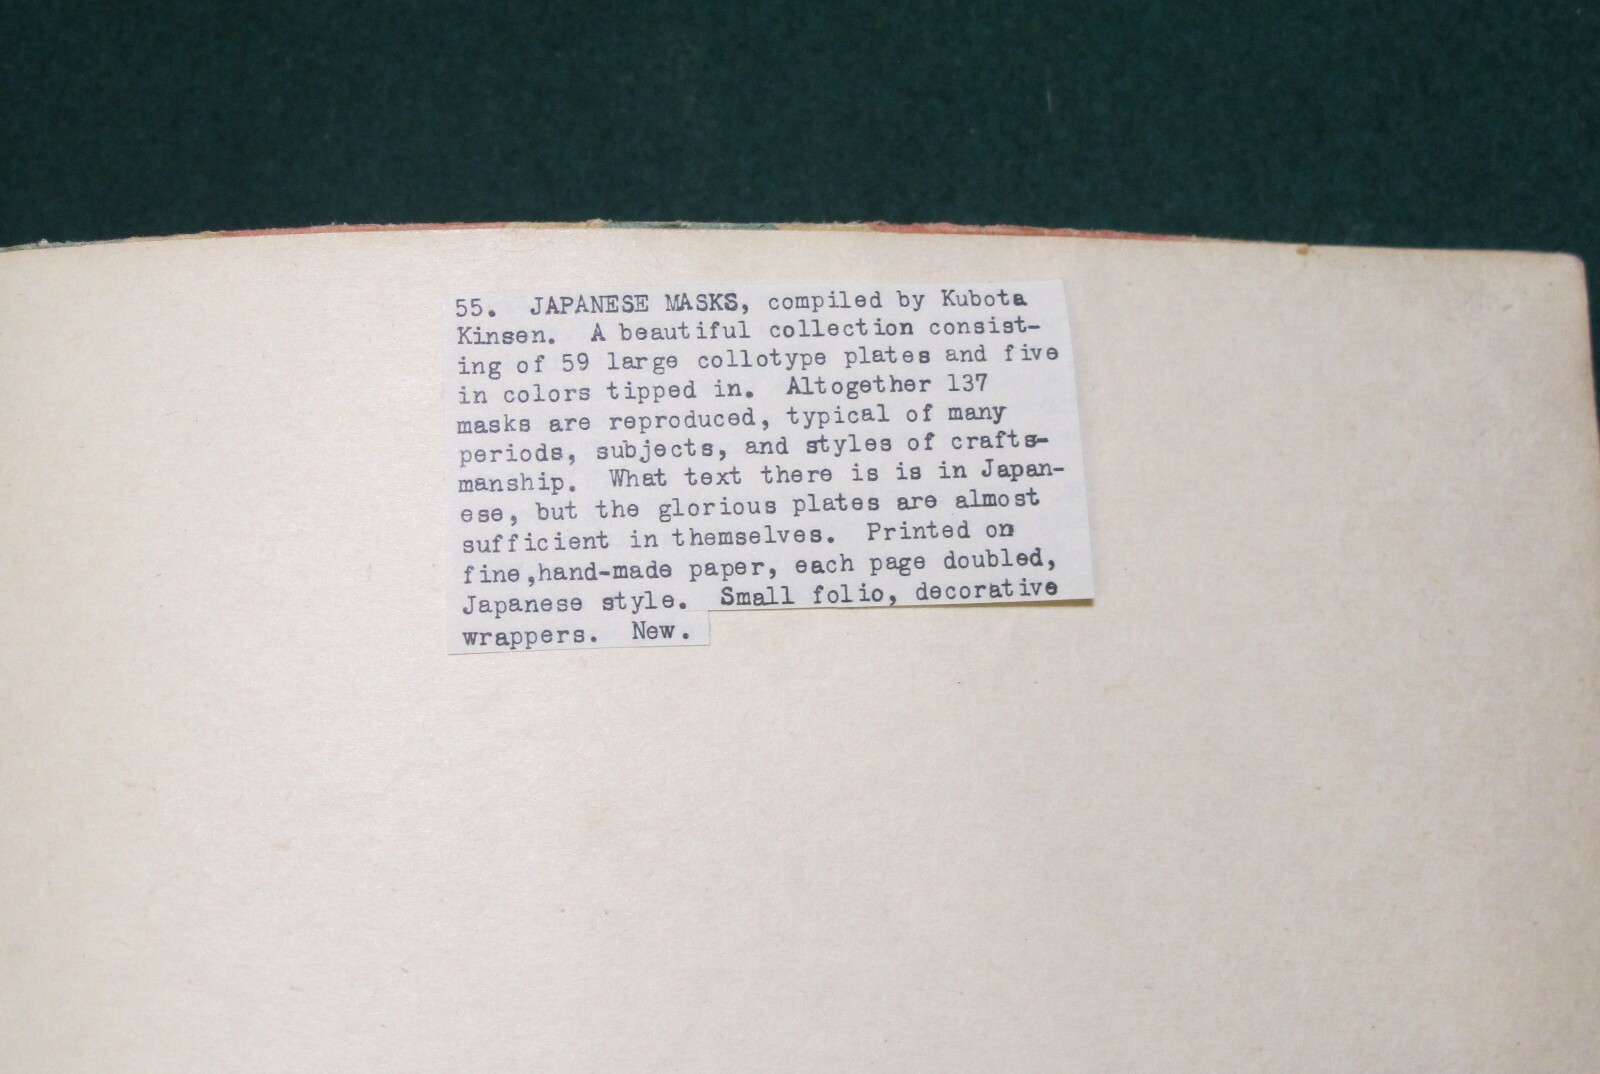 55. JAPANESE MASKS, compiled by Kubota
Kinsen. A beautiful collection consist-
ing of 59 large collotype plates and five
in colors tipped in. Altogether 137
masks are reproduced, typical of many
periods, subjects, and styles of crafts-
manship. What text there is is in Japan-
ese, but the glorious plates are almost
sufficient in themselves. Printed on
fine,hand-made paper, each page doubled,
Japanese style. Small folio, decorative
wrappers. New.